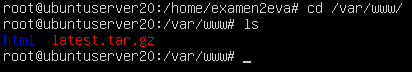 root@ubuntuserver20:/home/examen2eva# cd /var/www/
root@ubuntuserver20:/var/www# ls
html  latest.tar.gz
root@ubuntuserver20:/var/www# _